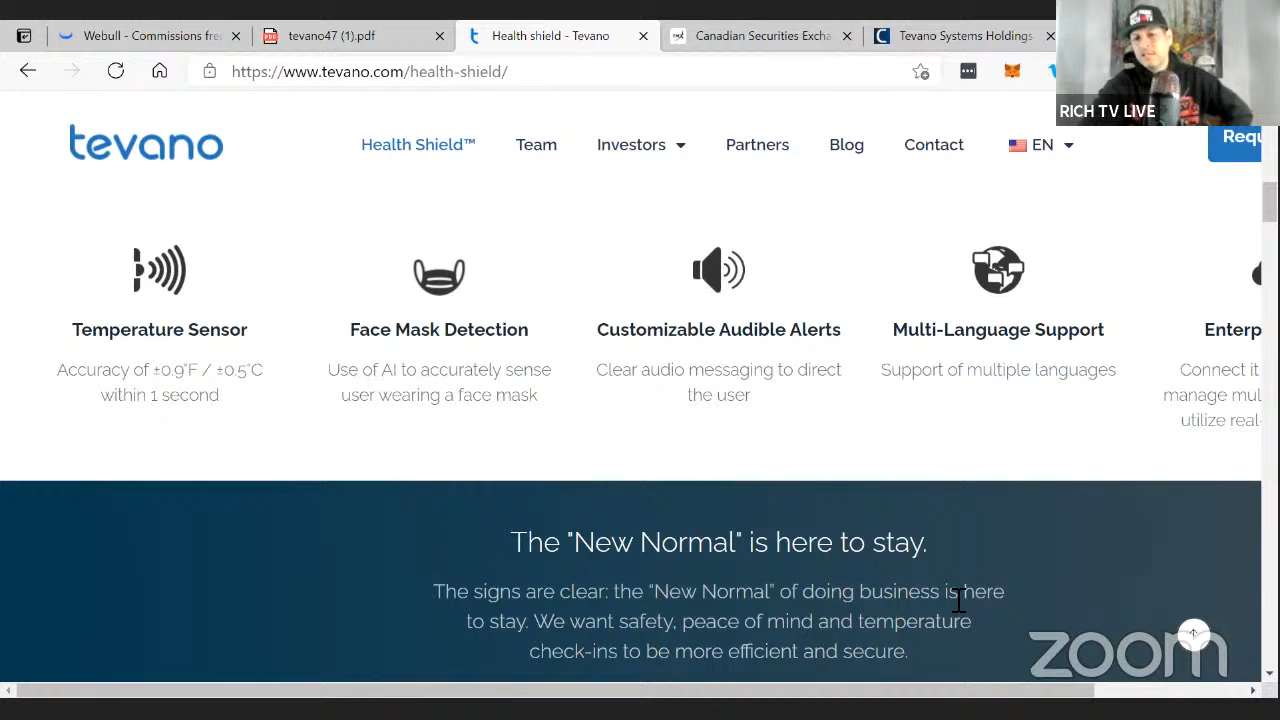 Webull - Commissions fre
tevano47 (1).pdf
Health shield - Tevano
Canadian Securities Excha
Tevano Systems Holdings
https://www.tevano.com/health-shield/
RICH TV LIVE
tevano
Health Shield™
Team
Investors
Partners
Blog
Contact
EN
Requ
Temperature Sensor
Accuracy of ±0.9°F / ±0.5°C
within 1 second
Face Mask Detection
Use of AI to accurately sense
user wearing a face mask
Customizable Audible Alerts
Clear audio messaging to direct
the user
Multi-Language Support
Support of multiple languages
Enterp
Connect it
manage mul
utilize real-
The "New Normal" is here to stay.
The signs are clear: the “New Normal” of doing business is here
to stay. We want safety, peace of mind and temperature
check-ins to be more efficient and secure.
zoom